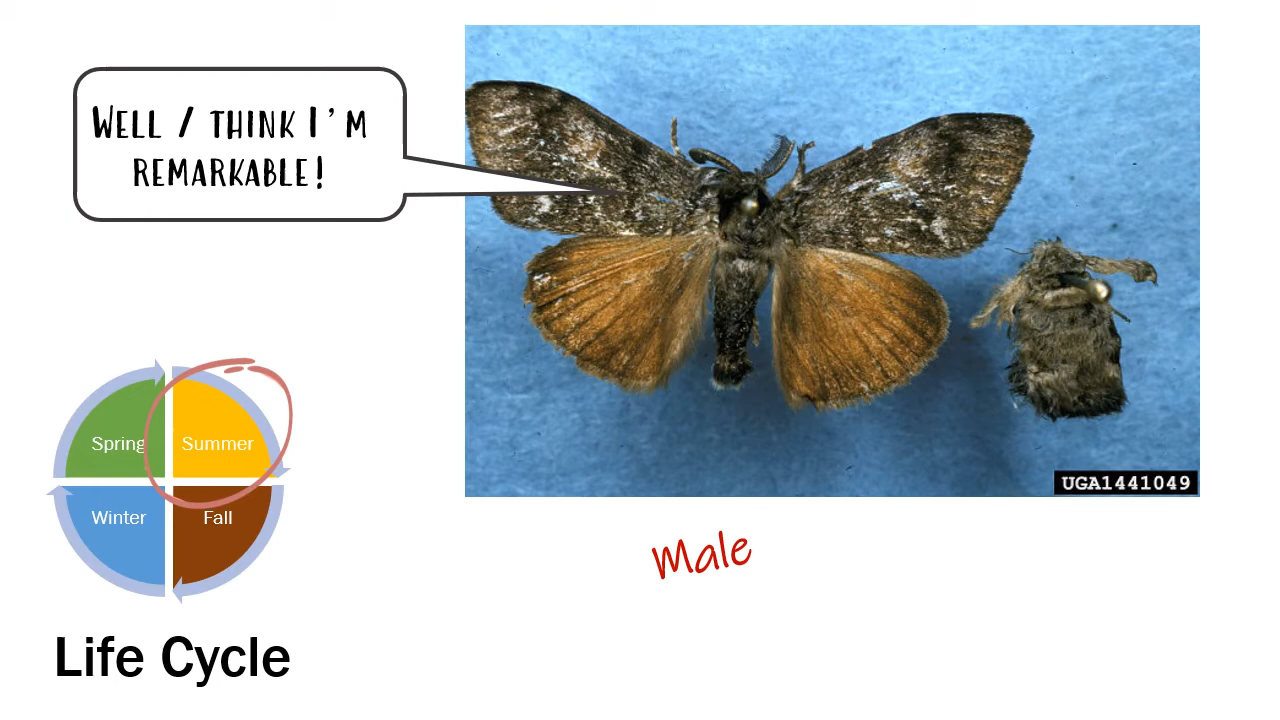 WELL I THINK I'M
REMARKABLE!
Spring
Summer
Winter
Fall
Life Cycle
UGA1441049
Male